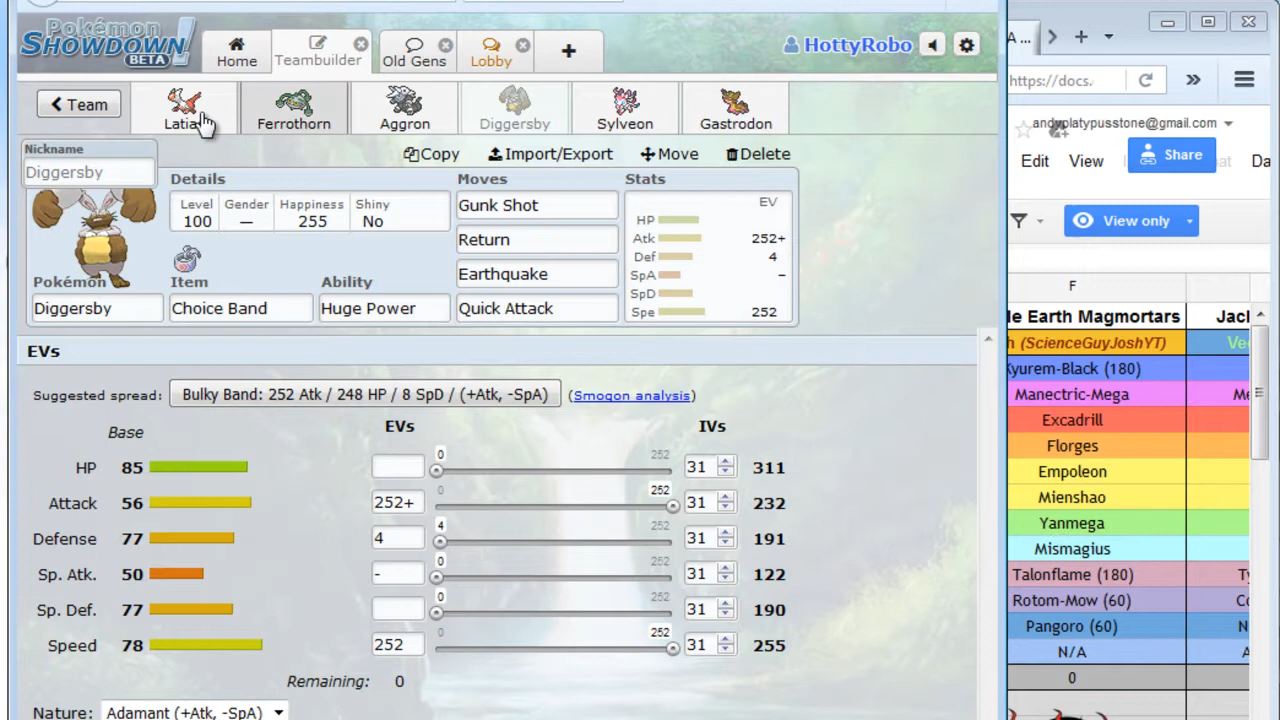 Pokémon
SHOWDOWN!
BETA
Home
Teambuilder
Old Gens
Lobby
HottyRobo
Team
Ferrothorn
Aggron
Diggersby
Sylveon
Gastrodon
Copy
Import/Export
Move
Delete
Nickname
Diggersby
Details
Level
100
Gender
—
Happiness
255
Shiny
No
Pokémon
Diggersby
Item
Choice Band
Ability
Huge Power
Moves
Gunk Shot
Return
Earthquake
Quick Attack
Stats
EV
HP
Atk 252+
Def 4
SpA –
SpD
Spe 252
EVs
Suggested spread: Bulky Band: 252 Atk / 248 HP / 8 SpD / (+Atk, -SpA) (Smogon analysis)
Base EVs IVs
HP 85 0 252 31 311
Attack 56 252+ 0 252 31 232
Defense 77 4 4 252 31 191
Sp. Atk. 50 - 0 252 31 122
Sp. Def. 77 0 252 31 190
Speed 78 252 0 252 31 255
Remaining: 0
Nature: Adamant (+Atk, -SpA)
A ...
https://docs.
andyplatypusstone@gmail.com
Edit View
Share
View only
F
le Earth Magmortars
h (ScienceGuyJoshYT)
Kyurem-Black (180)
Manectric-Mega
Excadrill
Florges
Empoleon
Mienshao
Yanmega
Mismagius
Talonflame (180)
Rotom-Mow (60)
Pangoro (60)
N/A
0